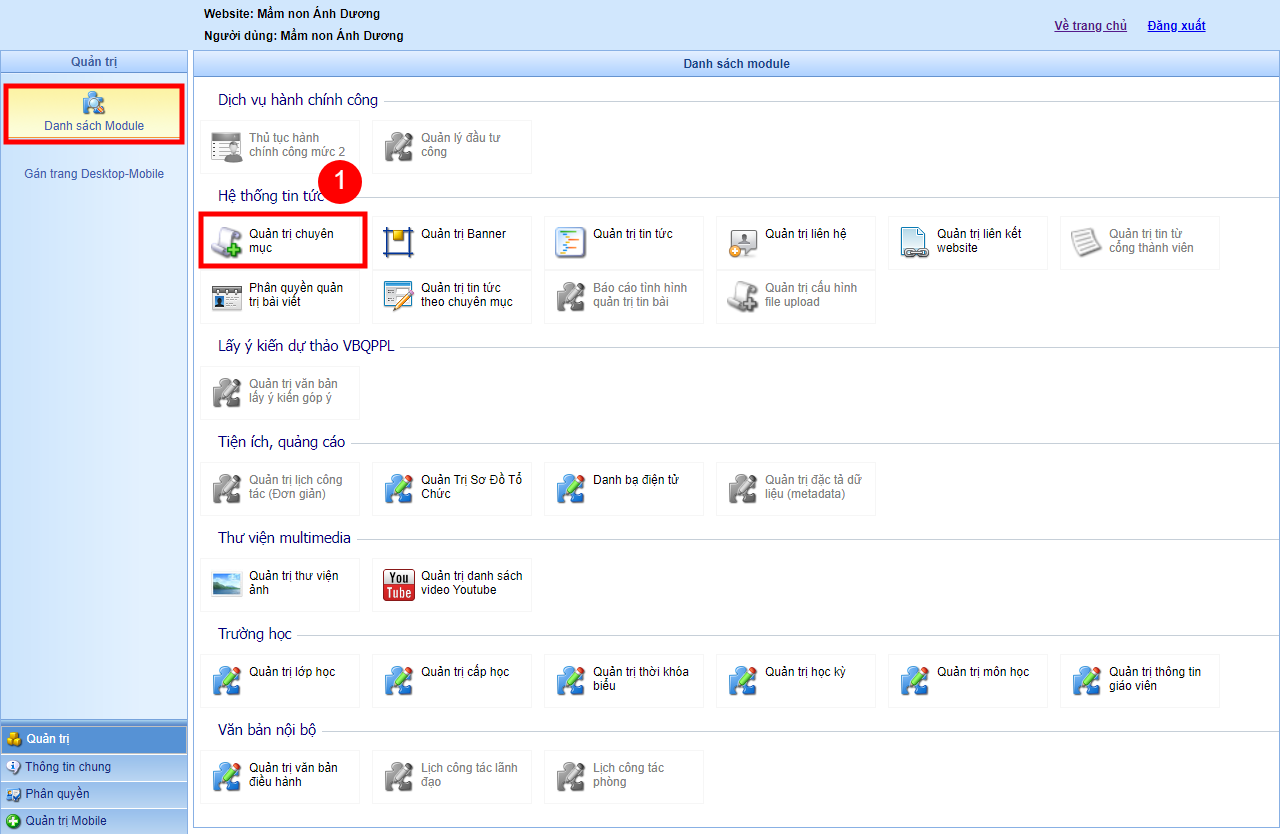 Website: Mầm non Ánh Dương
Người dùng: Mầm non Ánh Dương
Về trang chủ
Đăng xuất
Quản trị
Danh sách Module
Gán trang Desktop-Mobile
Danh sách module
Dịch vụ hành chính công
Thủ tục hành
chính công mức 2
Quản lý đầu tư
công
Hệ thống tin tức
1
Quản trị chuyên
mục
Quản trị Banner
Quản trị tin tức
Quản trị liên hệ
Quản trị liên kết
website
Quản trị tin từ
cổng thành viên
Phân quyền quản
trị bài viết
Quản trị tin tức
theo chuyên mục
Báo cáo tình hình
quản trị tin bài
Quản trị cấu hình
file upload
Lấy ý kiến dự thảo VBQPPL
Quản trị văn bản
lấy ý kiến góp ý
Tiện ích, quảng cáo
Quản trị lịch công
tác (Đơn giản)
Quản Trị Sơ Đồ Tổ
Chức
Danh bạ điện tử
Quản trị đặc tả dữ
liệu (metadata)
Thư viện multimedia
Quản trị thư viện
ảnh
You
Tube
Quản trị danh sách
video Youtube
Trường học
Quản trị lớp học
Quản trị cấp học
Quản trị thời khóa
biểu
Quản trị học kỳ
Quản trị môn học
Quản trị thông tin
giáo viên
Văn bản nội bộ
Quản trị văn bản
điều hành
Lịch công tác lãnh
đạo
Lịch công tác
phòng
Quản trị
Thông tin chung
Phân quyền
Quản trị Mobile